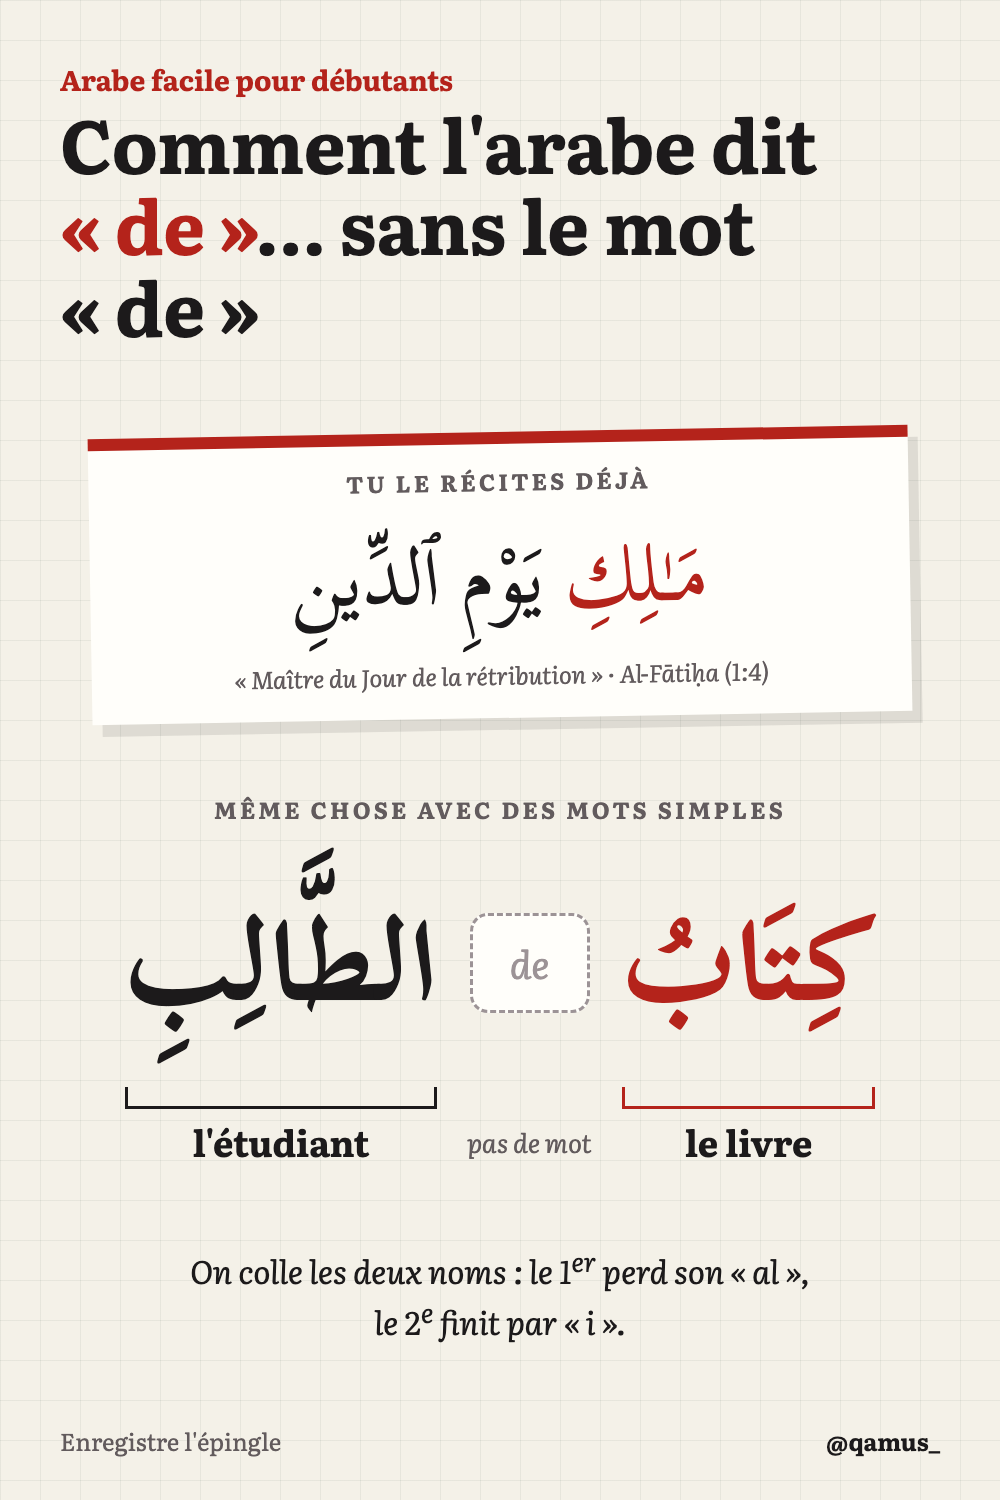 Arabe facile pour débutants
Comment l'arabe dit
« de »... sans le mot
« de »
TU LE RÉCITES DÉJÀ
مَـٰلِكِ يَوْمِ ٱلدِّينِ
« Maître du Jour de la rétribution » · Al-Fātiḥa (1:4)
MÊME CHOSE AVEC DES MOTS SIMPLES
كِتَابُ de الطَّالِبِ
l'étudiant pas de mot le livre
On colle les deux noms : le 1er perd son « al »,
le 2e finit par « i ».
Enregistre l'épingle
@qamus_